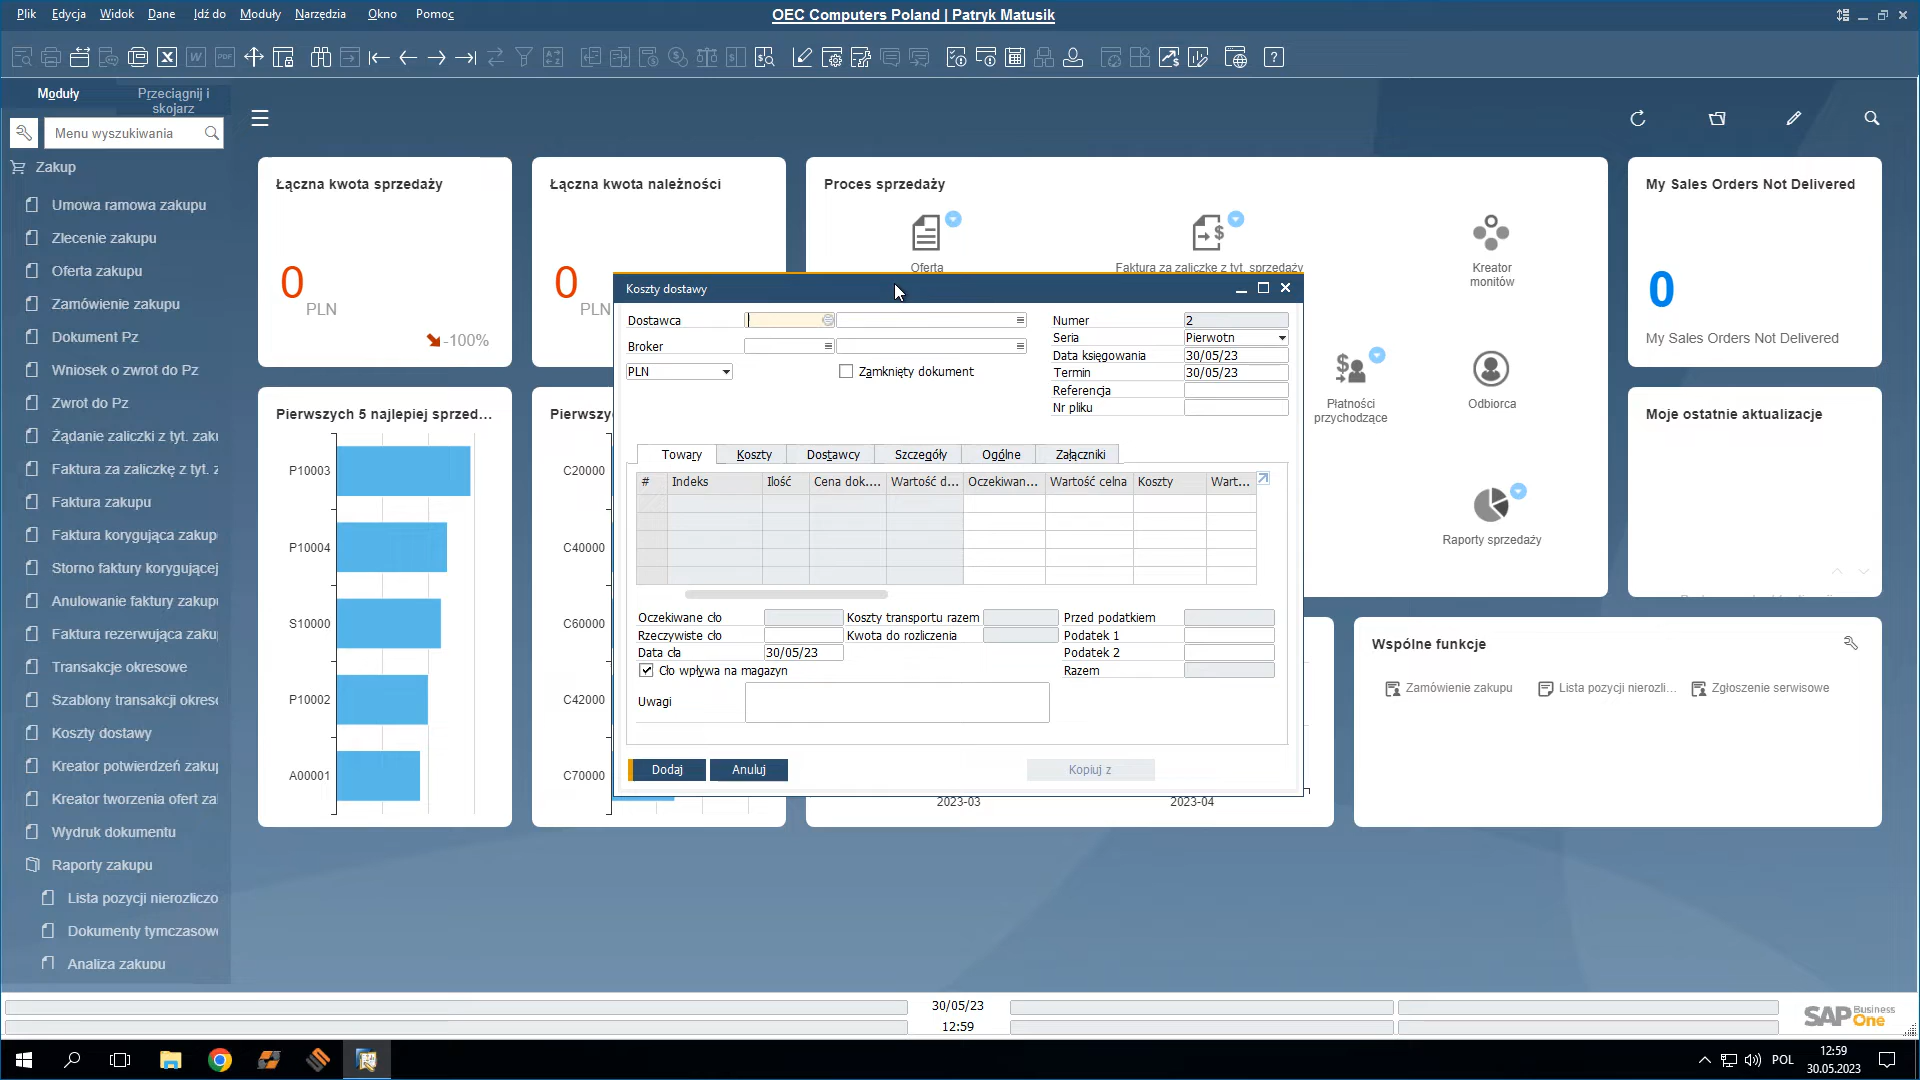 Plik Edycja Widok Dane Idź do Moduły Narzędzia Okno Pomoc
OEC Computers Poland | Patryk Matusik
Moduły
Przeciągnij i
skojarz
Menu wyszukiwania
Zakup
Umowa ramowa zakupu
Zlecenie zakupu
Oferta zakupu
Zamówienie zakupu
Dokument Pz
Wniosek o zwrot do Pz
Zwrot do Pz
Żądanie zaliczki z tyt. zaku
Faktura za zaliczkę z tyt. z
Faktura zakupu
Faktura korygująca zakup
Storno faktury korygującej
Anulowanie faktury zakupu
Faktura rezerwująca zaku
Transakcje okresowe
Szablony transakcji okres
Koszty dostawy
Kreator potwierdzeń zaku
Kreator tworzenia ofert za
Wydruk dokumentu
Raporty zakupu
Lista pozycji nierozliczo
Dokumenty tymczasow
Analiza zakupu
Łączna kwota sprzedaży
0
PLN
-100%
Łączna kwota należności
0
PLN
Proces sprzedaży
Oferta
Faktura za zaliczkę z tyt. sprzedaży
Kreator
monitów
Płatności
przychodzące
Odbiorca
Raporty sprzedaży
My Sales Orders Not Delivered
0
My Sales Orders Not Delivered
Pierwszych 5 najlepiej sprzed...
P10003
P10004
S10000
P10002
A00001
Pierwszy
C20000
C40000
C60000
C42000
C70000
Moje ostatnie aktualizacje
2023-03
2023-04
Wspólne funkcje
Zamówienie zakupu
Lista pozycji nierozli...
Zgłoszenie serwisowe
Koszty dostawy
Dostawca
Broker
PLN
Zamknięty dokument
Numer 2
Seria Pierwotn
Data księgowania 30/05/23
Termin 30/05/23
Referencja
Nr pliku
Towary Koszty Dostawcy Szczegóły Ogólne Załączniki
# Indeks Ilość Cena dok.... Wartość d... Oczekiwan... Wartość celna Koszty Wart...
Oczekiwane cło Koszty transportu razem Przed podatkiem
Rzeczywiste cło Kwota do rozliczenia Podatek 1
Data cła 30/05/23 Podatek 2
Cło wpływa na magazyn Razem
Uwagi
Dodaj Anuluj Kopiuj z
30/05/23
12:59
SAP Business
One
POL
12:59
30.05.2023